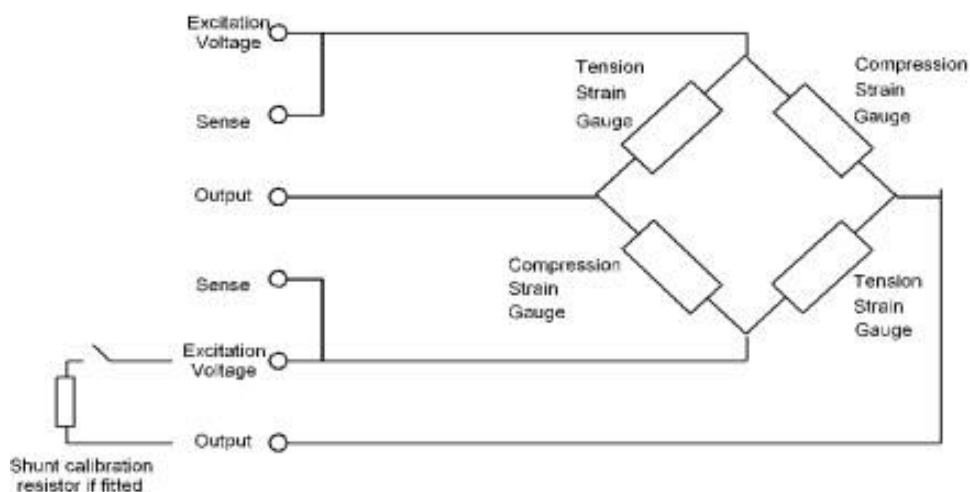 Excitation
Voltage
Sense
Output
Sense
Excitation
Voltage
Output
Shunt calibration
resistor if fitted
Tension
Strain
Gauge
Compression
Strain
Gauge
Compression
Strain
Gauge
Tension
Strain
Gauge